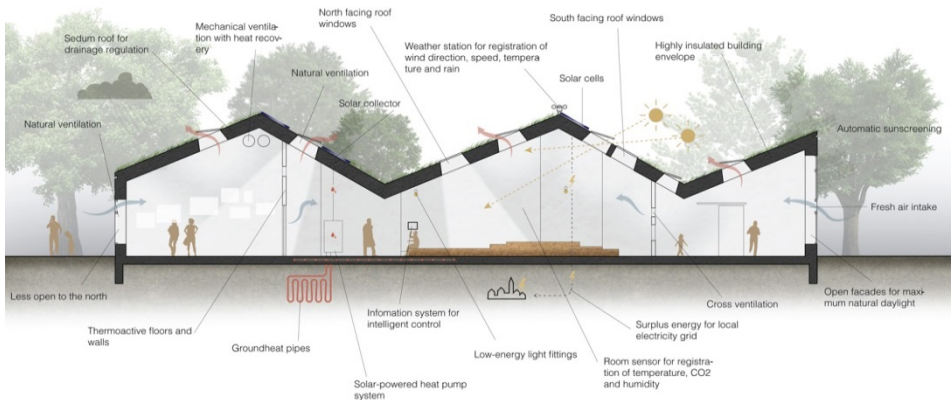 North facing roof
windows
South facing roof windows
Mechanical ventila-
tion with heat recov-
ery
Sedum roof for
drainage regulation
Weather station for registration of
wind direction, speed, tempera
ture and rain
Highly insulated building
envelope
Natural ventilation
Solar cells
Solar collector
Natural ventilation
Automatic sunscreening
Fresh air intake
Less open to the north
Thermoactive floors and
walls
Groundheat pipes
Solar-powered heat pump
system
Infomation system for
intelligent control
Low-energy light fittings
Room sensor for registra-
tion of temperature, CO2
and humidity
Surplus energy for local
electricity grid
Cross ventilation
Open facades for maxi-
mum natural daylight